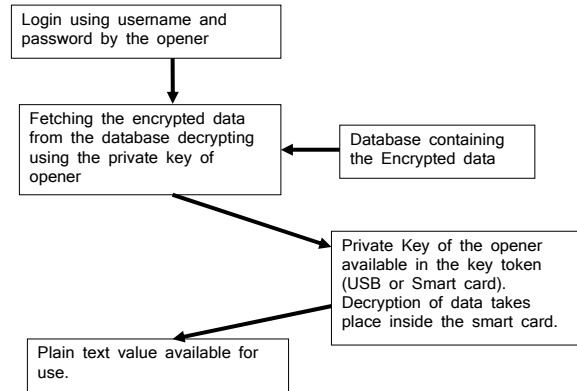 Login using username and
password by the opener
Fetching the encrypted data
from the database decrypting
using the private key of
opener
Database containing
the Encrypted data
Private Key of the opener
available in the key token
(USB or Smart card).
Decryption of data takes
place inside the smart card.
Plain text value available for
use.